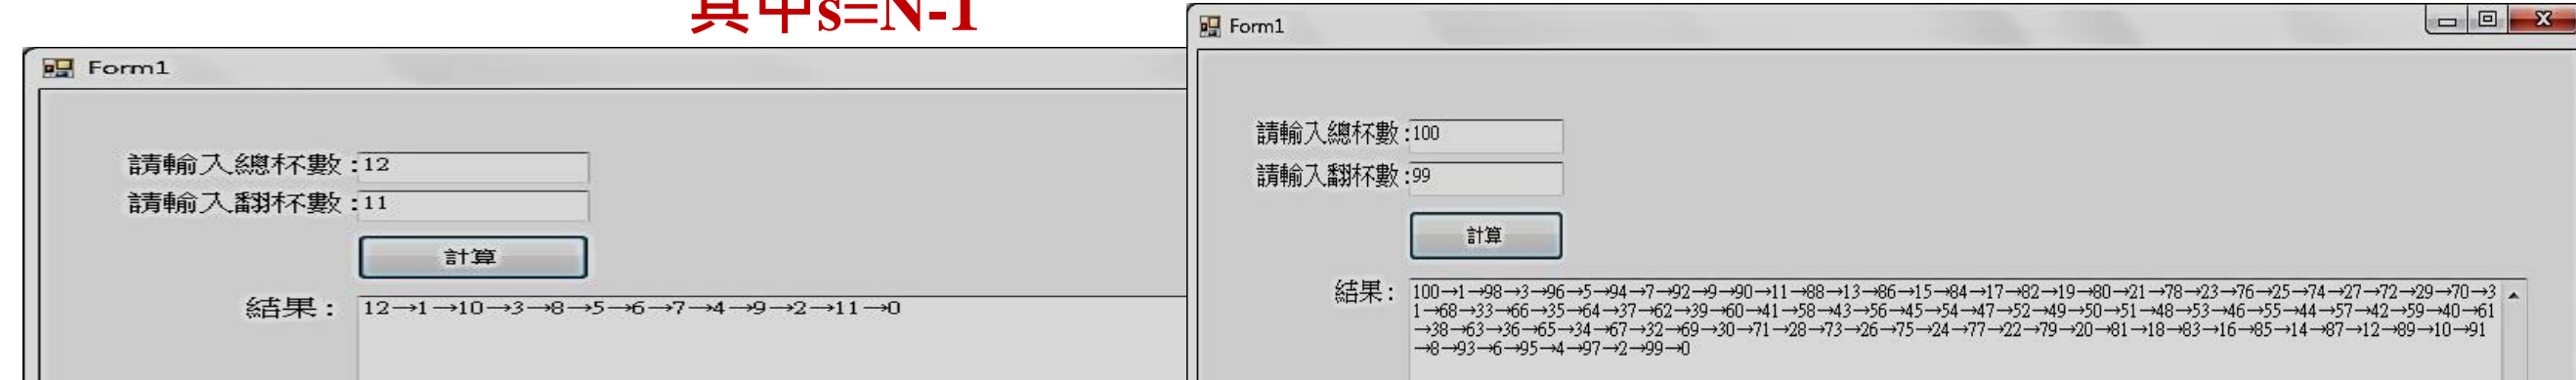 其中s=N-1
Form1
請輸入總杯數:12
請輸入翻杯數:11
計算
結果: 12→1→10→3→8→5→6→7→4→9→2→11→0
Form1
請輸入總杯數:100
請輸入翻杯數:99
計算
結果: 100→1→98→3→96→5→94→7→92→9→90→11→88→13→86→15→84→17→82→19→80→21→78→23→76→25→74→27→72→29→70→3
1→68→33→66→35→64→37→62→39→60→41→58→43→56→45→54→47→52→49→50→51→48→53→46→55→44→57→42→59→40→61
→38→63→36→65→34→67→32→69→30→71→28→73→26→75→24→77→22→79→20→81→18→83→16→85→14→87→12→89→10→91
→8→93→6→95→4→97→2→99→0